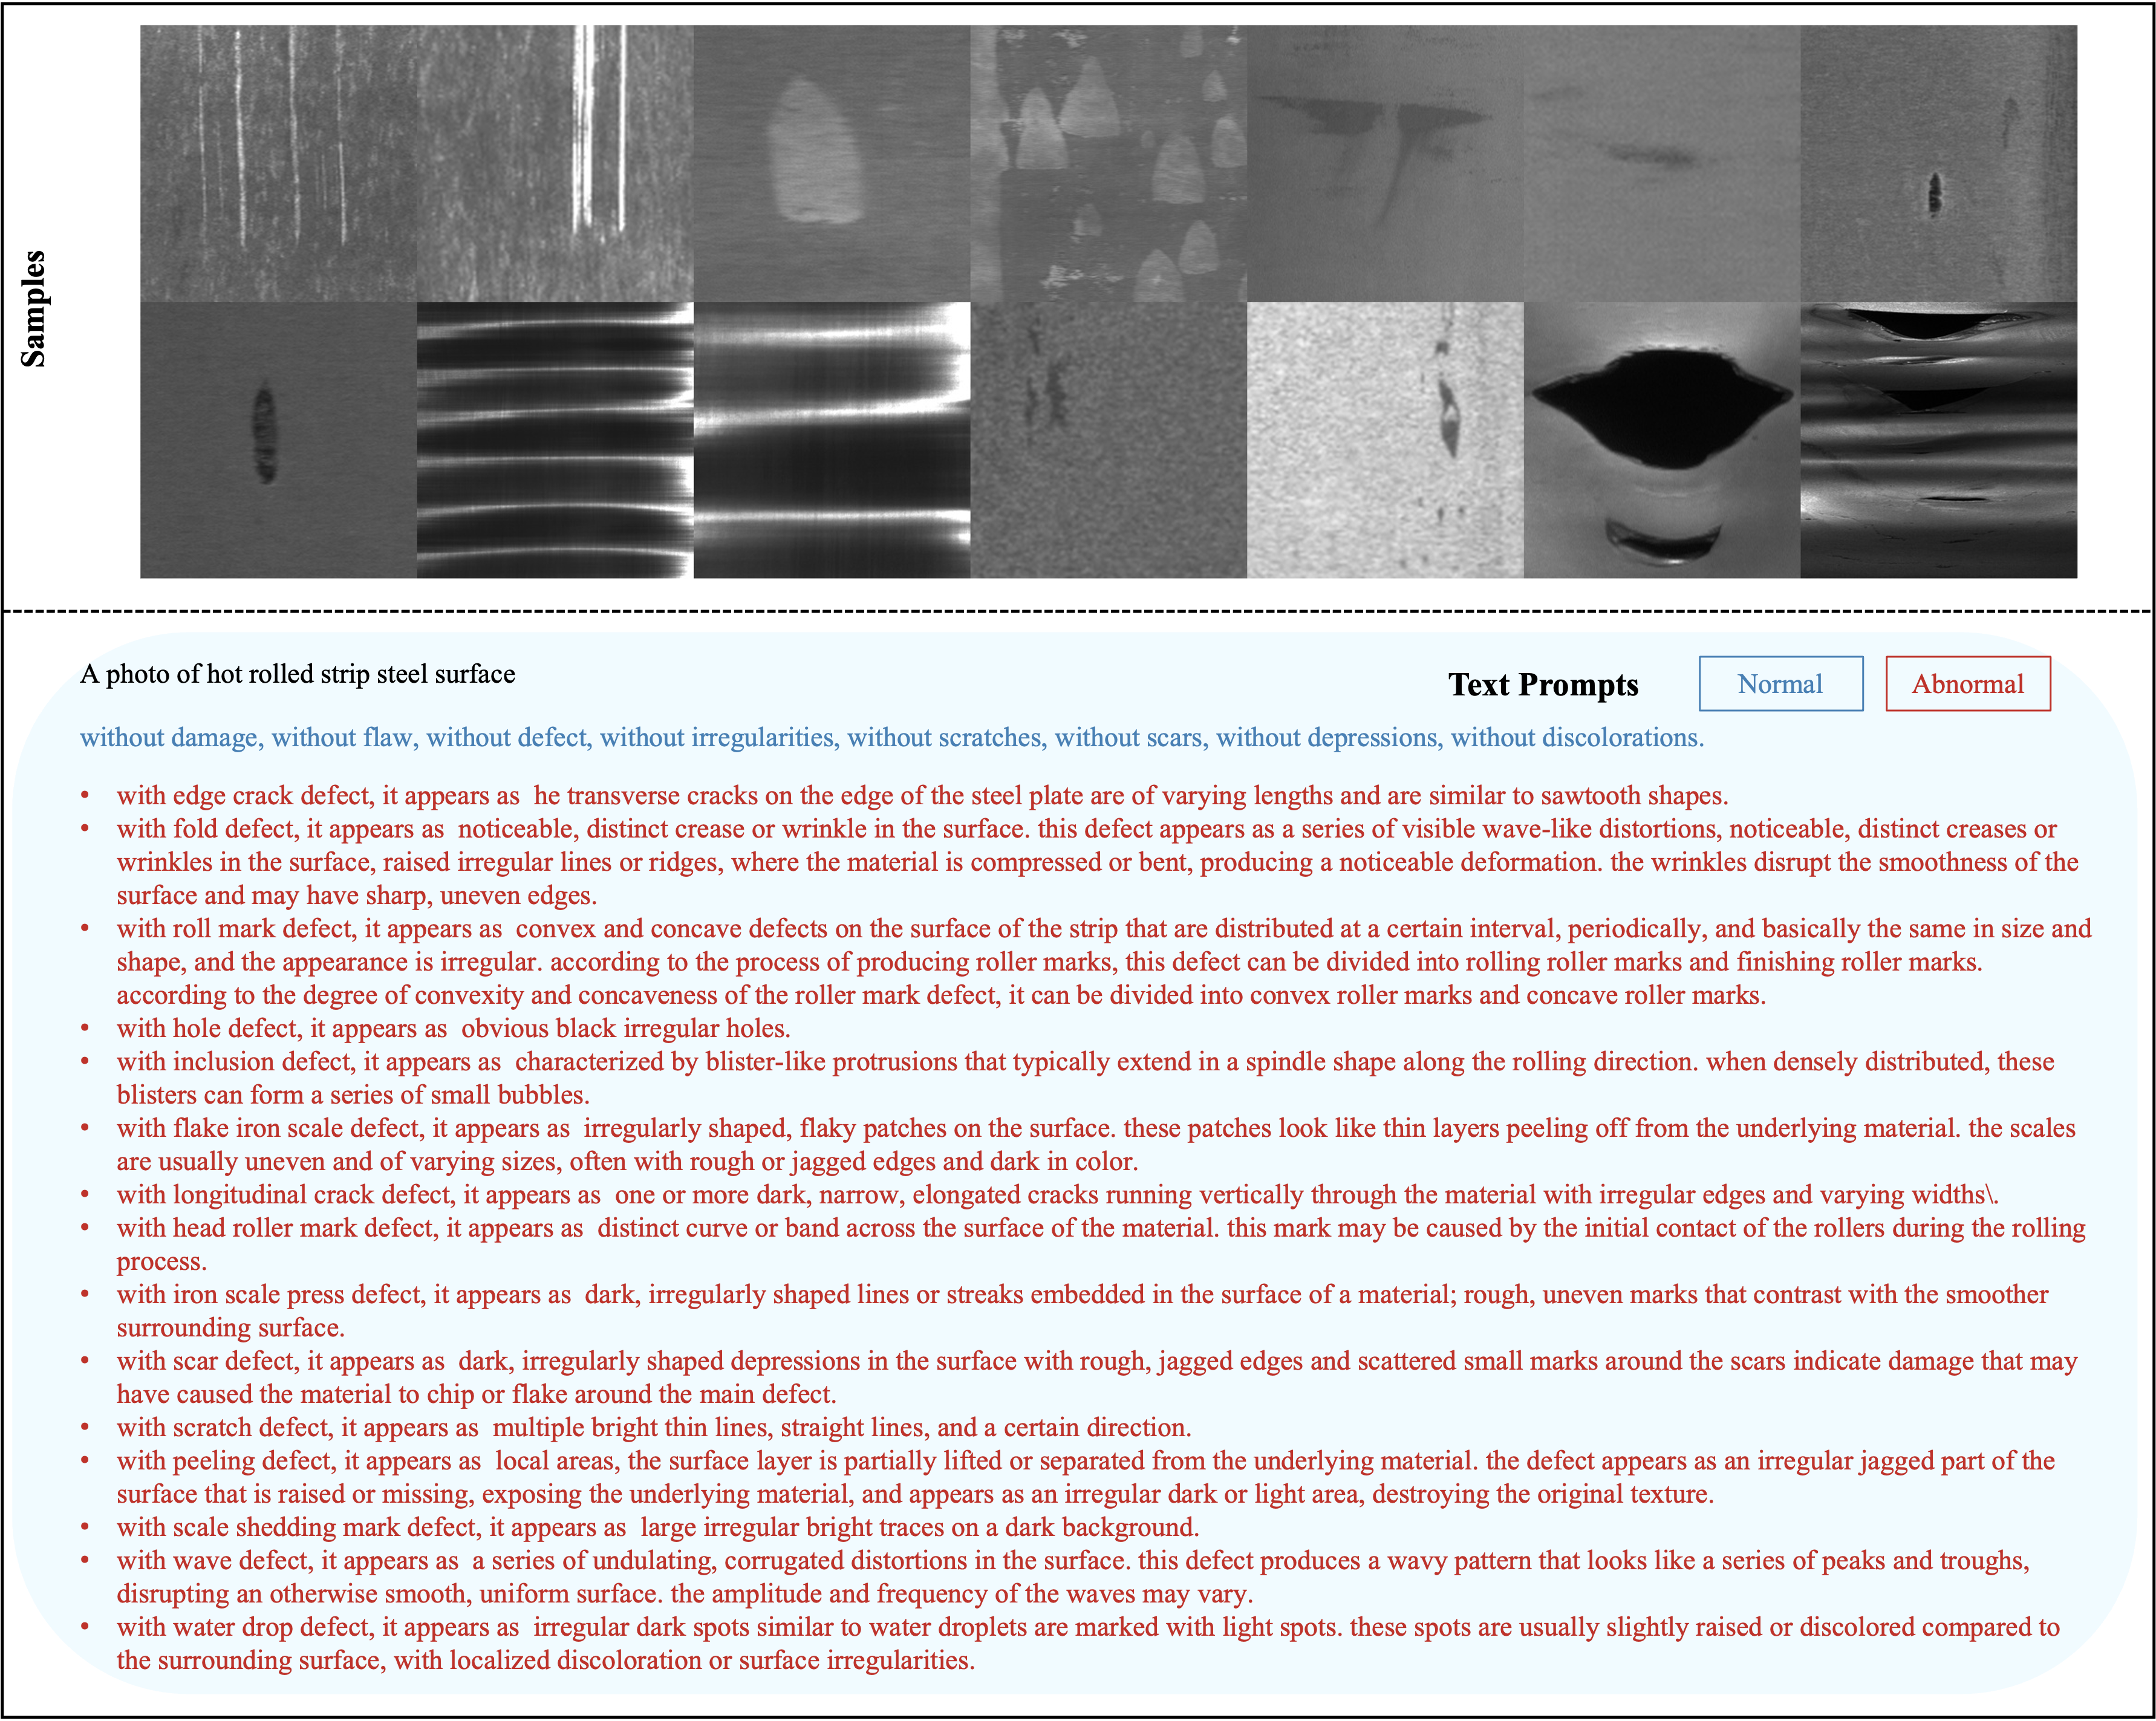 Samples
A photo of hot rolled strip steel surface
Text Prompts
Normal
Abnormal
without damage, without flaw, without defect, without irregularities, without scratches, without scars, without depressions, without discolorations.
• with edge crack defect, it appears as  he transverse cracks on the edge of the steel plate are of varying lengths and are similar to sawtooth shapes.
• with fold defect, it appears as  noticeable, distinct crease or wrinkle in the surface. this defect appears as a series of visible wave-like distortions, noticeable, distinct creases or
wrinkles in the surface, raised irregular lines or ridges, where the material is compressed or bent, producing a noticeable deformation. the wrinkles disrupt the smoothness of the
surface and may have sharp, uneven edges.
• with roll mark defect, it appears as  convex and concave defects on the surface of the strip that are distributed at a certain interval, periodically, and basically the same in size and
shape, and the appearance is irregular. according to the process of producing roller marks, this defect can be divided into rolling roller marks and finishing roller marks.
according to the degree of convexity and concaveness of the roller mark defect, it can be divided into convex roller marks and concave roller marks.
• with hole defect, it appears as  obvious black irregular holes.
• with inclusion defect, it appears as  characterized by blister-like protrusions that typically extend in a spindle shape along the rolling direction. when densely distributed, these
blisters can form a series of small bubbles.
• with flake iron scale defect, it appears as  irregularly shaped, flaky patches on the surface. these patches look like thin layers peeling off from the underlying material. the scales
are usually uneven and of varying sizes, often with rough or jagged edges and dark in color.
• with longitudinal crack defect, it appears as  one or more dark, narrow, elongated cracks running vertically through the material with irregular edges and varying widths\.
• with head roller mark defect, it appears as  distinct curve or band across the surface of the material. this mark may be caused by the initial contact of the rollers during the rolling
process.
• with iron scale press defect, it appears as  dark, irregularly shaped lines or streaks embedded in the surface of a material; rough, uneven marks that contrast with the smoother
surrounding surface.
• with scar defect, it appears as  dark, irregularly shaped depressions in the surface with rough, jagged edges and scattered small marks around the scars indicate damage that may
have caused the material to chip or flake around the main defect.
• with scratch defect, it appears as  multiple bright thin lines, straight lines, and a certain direction.
• with peeling defect, it appears as  local areas, the surface layer is partially lifted or separated from the underlying material. the defect appears as an irregular jagged part of the
surface that is raised or missing, exposing the underlying material, and appears as an irregular dark or light area, destroying the original texture.
• with scale shedding mark defect, it appears as  large irregular bright traces on a dark background.
• with wave defect, it appears as  a series of undulating, corrugated distortions in the surface. this defect produces a wavy pattern that looks like a series of peaks and troughs,
disrupting an otherwise smooth, uniform surface. the amplitude and frequency of the waves may vary.
• with water drop defect, it appears as  irregular dark spots similar to water droplets are marked with light spots. these spots are usually slightly raised or discolored compared to
the surrounding surface, with localized discoloration or surface irregularities.